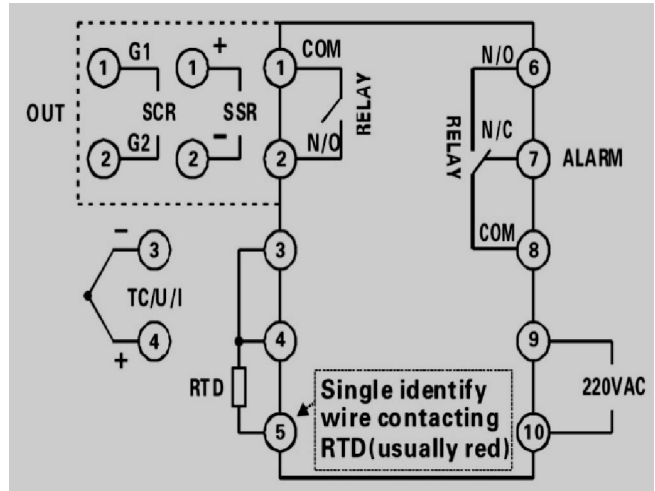 OUT
1 G1
SCR
2 G2
1 +
SSR
2 -
1 COM
RELAY
2 N/O
N/O 6
RELAY
N/C 7
ALARM
COM 8
- 3
TC/U/I
+ 4
3
4
RTD
5
Single identify
wire contacting
RTD(usually red)
9
220VAC
10